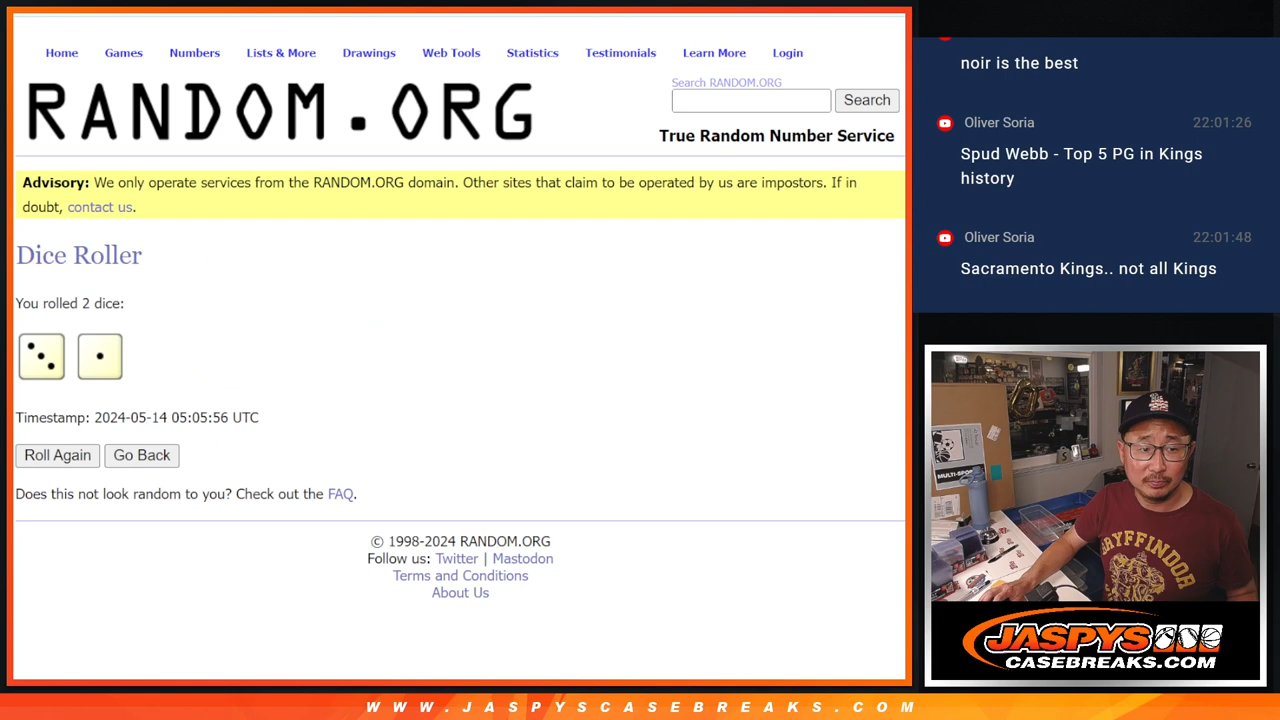 Home Games Numbers Lists & More Drawings Web Tools Statistics Testimonials Learn More Login
RANDOM.ORG
Search RANDOM.ORG
Search
True Random Number Service
Advisory: We only operate services from the RANDOM.ORG domain. Other sites that claim to be operated by us are impostors. If in
doubt, contact us.
Dice Roller
You rolled 2 dice:
Timestamp: 2024-05-14 05:05:56 UTC
Roll Again Go Back
Does this not look random to you? Check out the FAQ.
© 1998-2024 RANDOM.ORG
Follow us: Twitter | Mastodon
Terms and Conditions
About Us
noir is the best
Oliver Soria 22:01:26
Spud Webb - Top 5 PG in Kings
history
Oliver Soria 22:01:48
Sacramento Kings.. not all Kings
MULTI-SPORT
GRYFFINDOR
JASPYS
CASEBREAKS.COM
WWW.JASPYSCASEBREAKS.COM